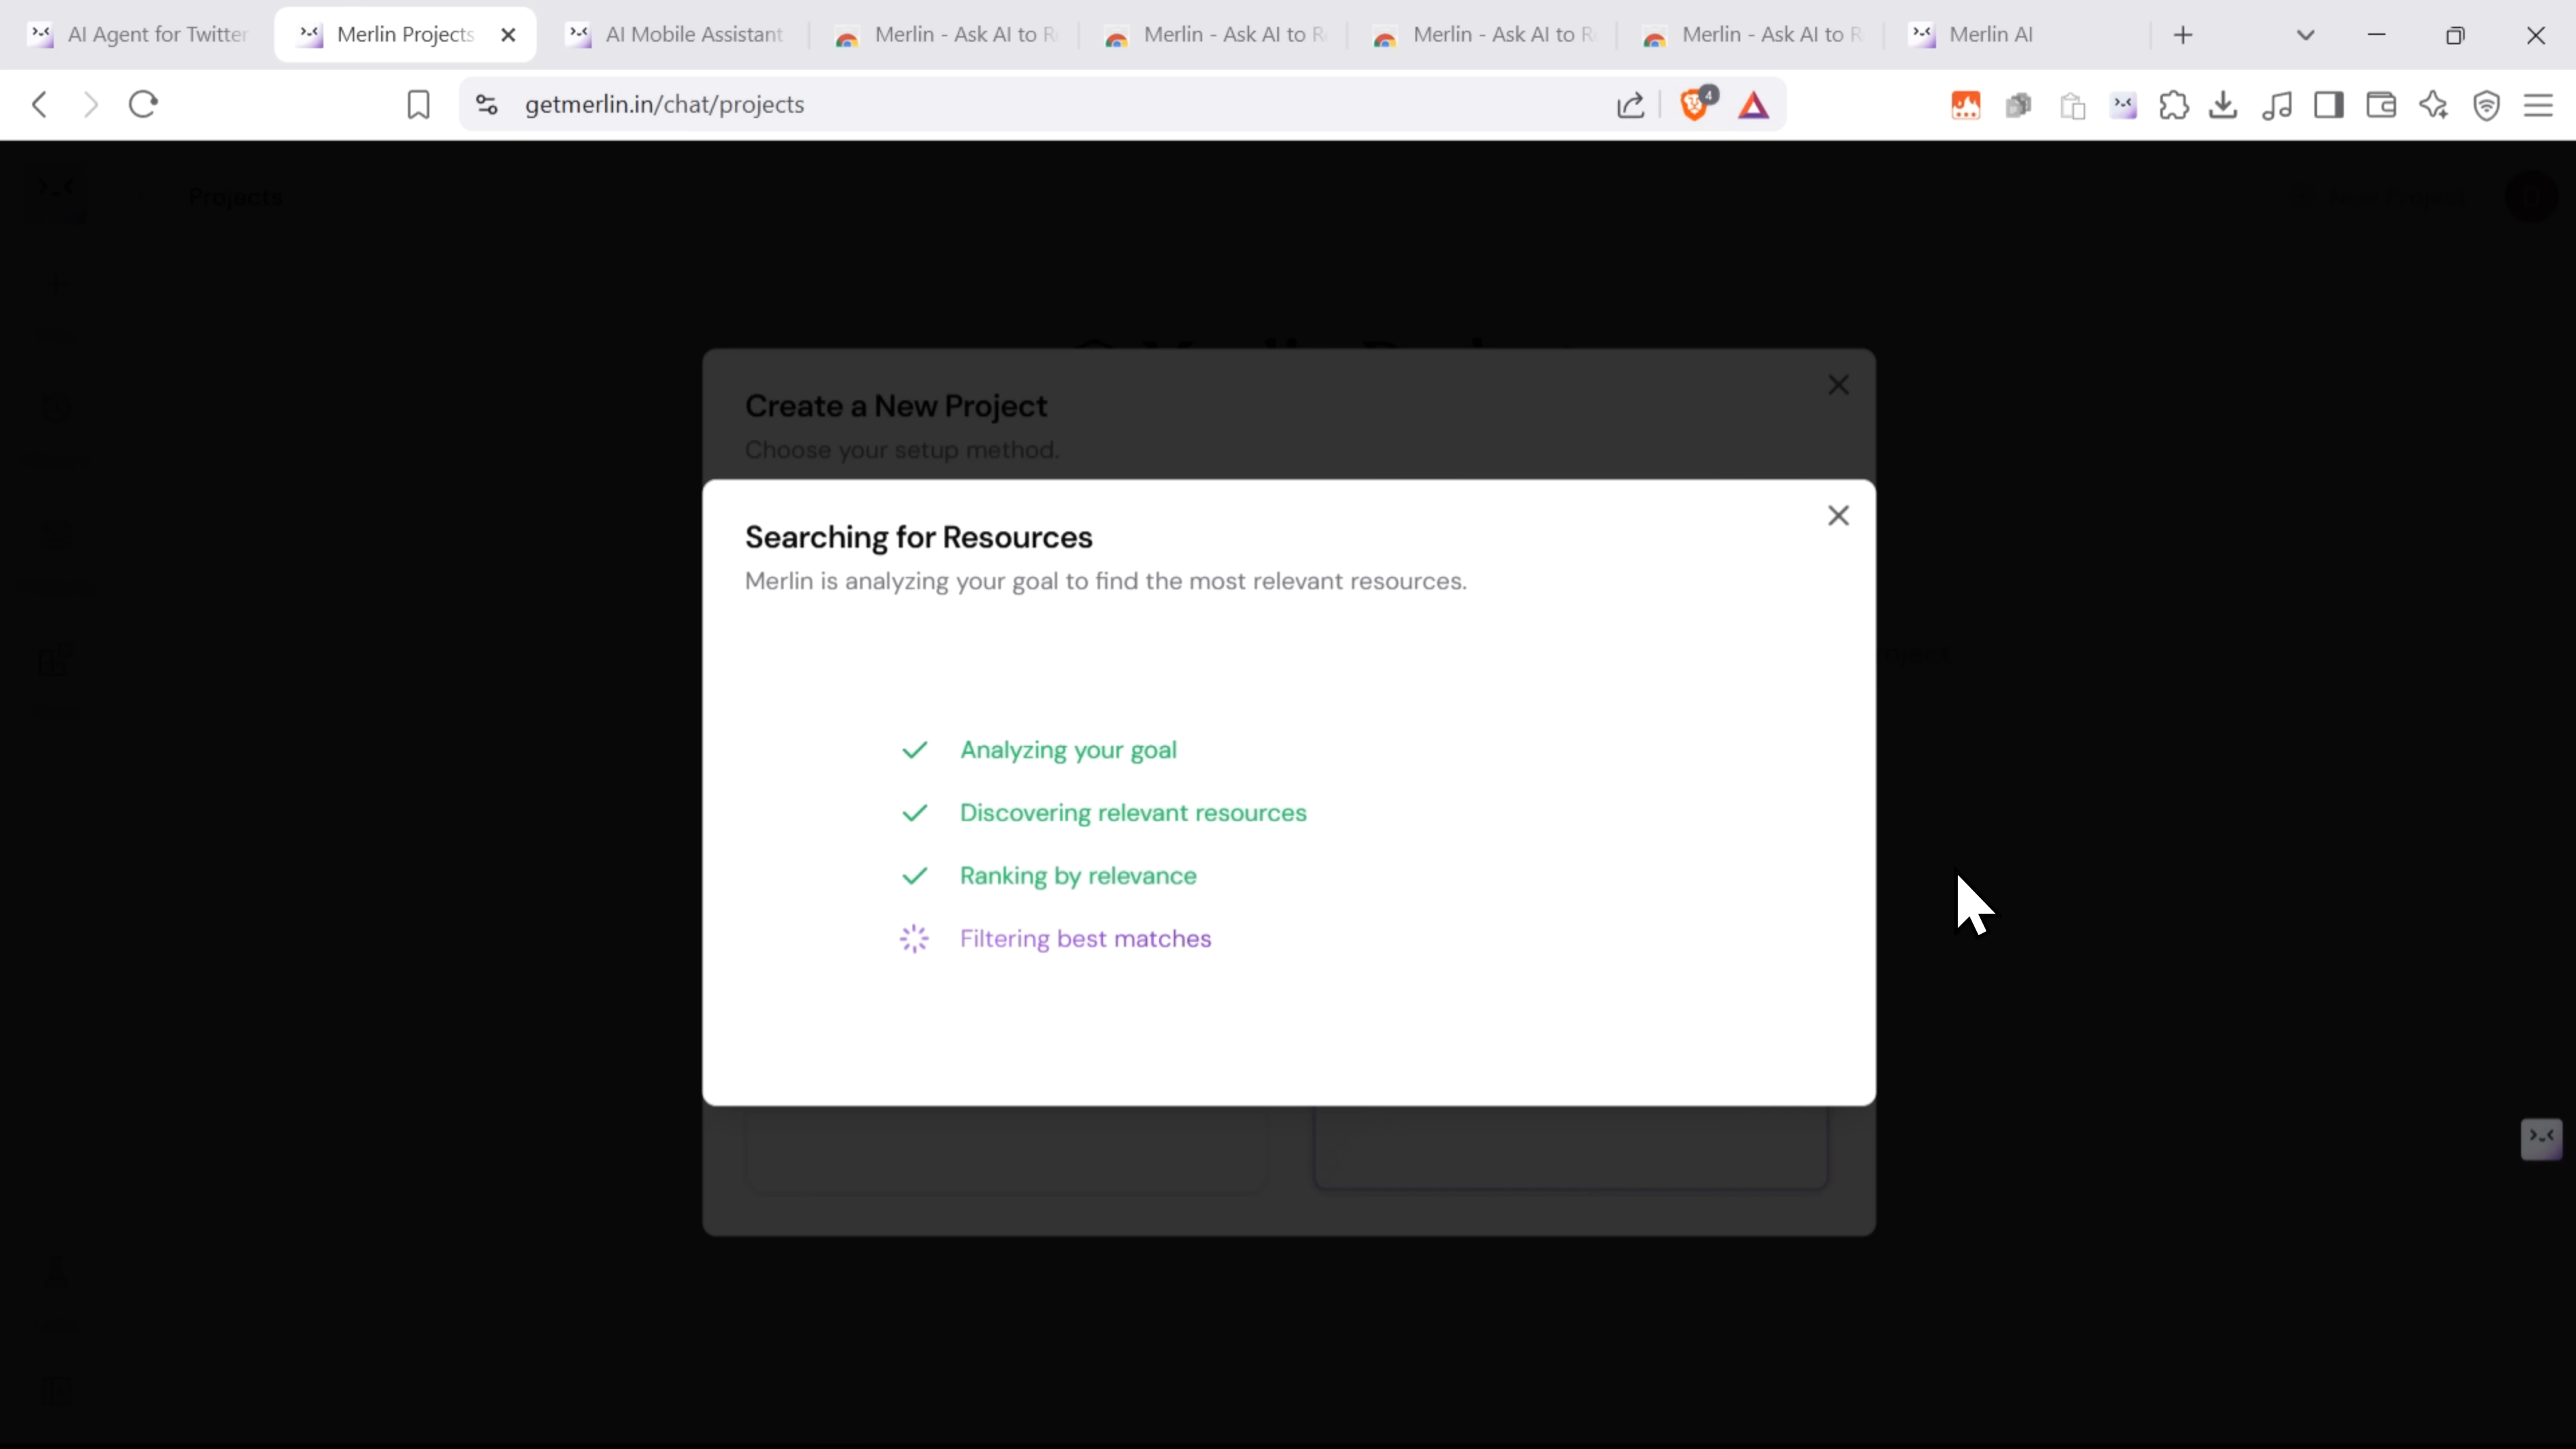 AI Agent for Twitter
Merlin Projects
AI Mobile Assistant
Merlin - Ask AI to R
Merlin - Ask AI to R
Merlin - Ask AI to R
Merlin - Ask AI to R
Merlin AI
getmerlin.in/chat/projects
4
Projects
Create a New Project
Choose your setup method.
Searching for Resources
Merlin is analyzing your goal to find the most relevant resources.
Analyzing your goal
Discovering relevant resources
Ranking by relevance
Filtering best matches